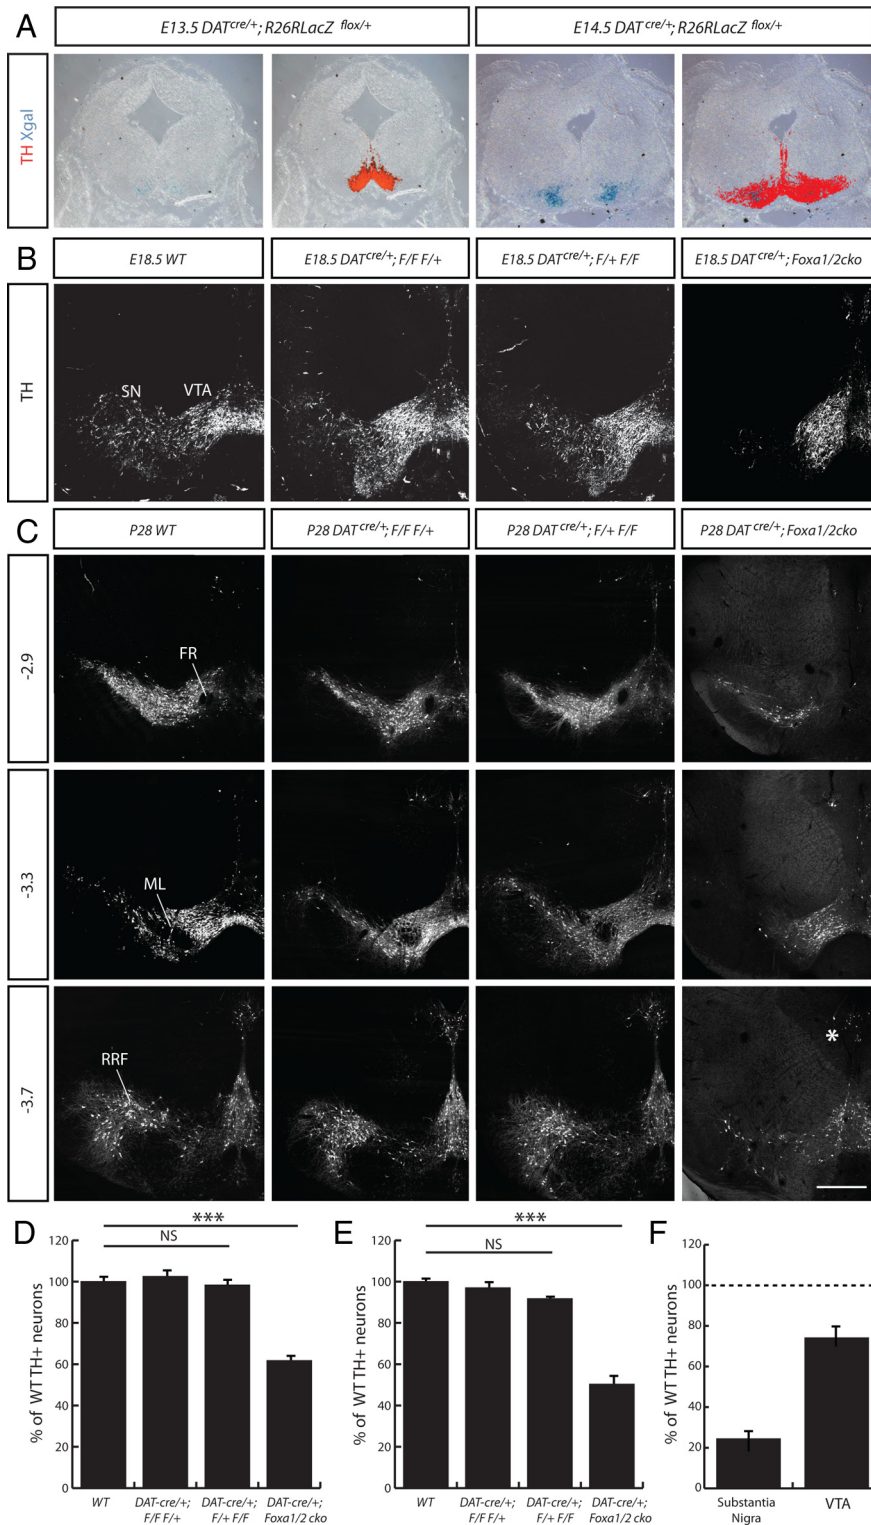 A
E13.5 DATcre/+; R26RLacZ flox/+
E14.5 DATcre/+; R26RLacZ flox/+
TH Xgal
B
E18.5 WT
E18.5 DATcre/+; F/F F/+
E18.5 DATcre/+; F/+ F/F
E18.5 DATcre/+; Foxa1/2cko
TH
SN
VTA
C
P28 WT
P28 DATcre/+; F/F F/+
P28 DATcre/+; F/+ F/F
P28 DATcre/+; Foxa1/2cko
-2.9
FR
-3.3
ML
-3.7
RRF
*
D
***
NS
% of WT TH+ neurons
120
100
80
60
40
20
0
WT
DAT-cre/+;
F/F F/+
DAT-cre/+;
F/+ F/F
DAT-cre/+;
Foxa1/2 cko
E
***
NS
% of WT TH+ neurons
120
100
80
60
40
20
0
WT
DAT-cre/+;
F/F F/+
DAT-cre/+;
F/+ F/F
DAT-cre/+;
Foxa1/2 cko
F
% of WT TH+ neurons
120
100
80
60
40
20
0
Substantia
Nigra
VTA